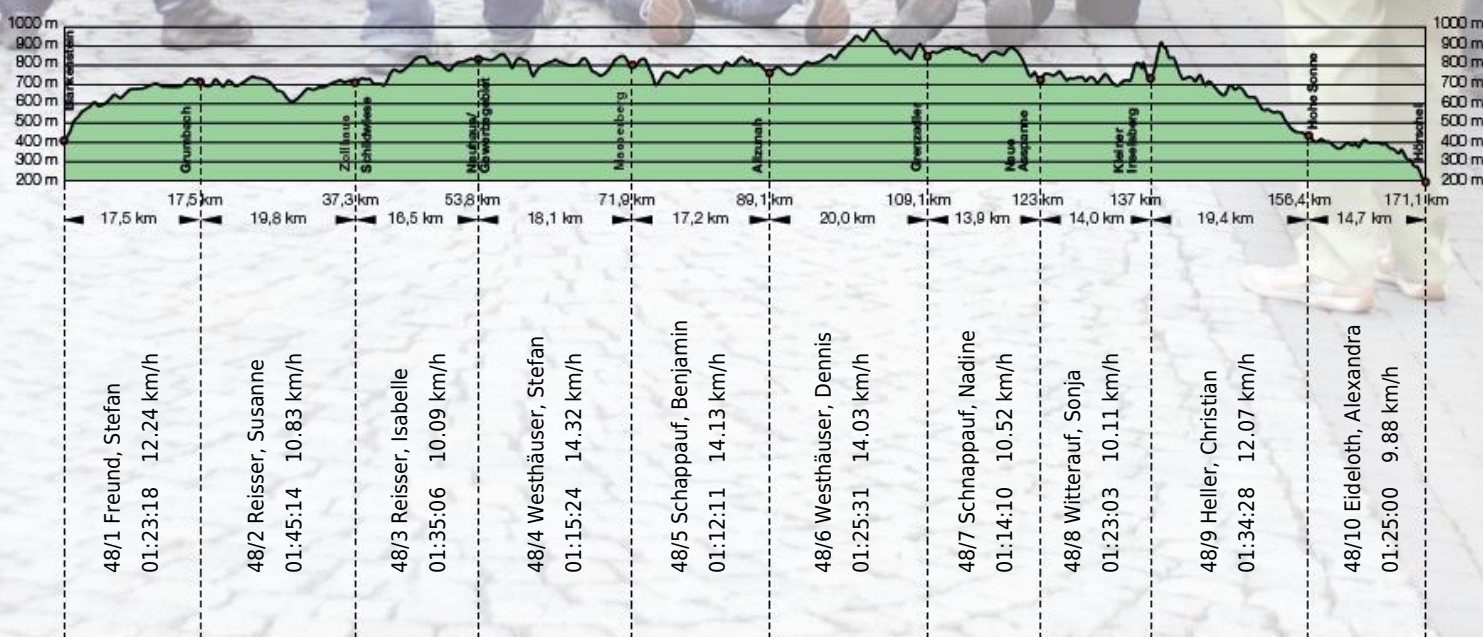 1000 m
900 m
800 m
700 m
600 m
500 m
400 m
300 m
200 m
1000 m
900 m
800 m
700 m
600 m
500 m
400 m
300 m
200 m
Blankenstein
Grumbach
Zollhaus
Schildwiese
Neuhaus/
Masserberg
Allzunah
Grenzadler
Neue
Ausspanne
Kleiner
Inselsberg
Hohe Sonne
Hörschel
17,5 km
37,3 km
53,8 km
71,9 km
89,1 km
109,1 km
123 km
137 km
156,4 km
171,1 km
17,5 km
19,8 km
16,5 km
18,1 km
17,2 km
20,0 km
13,9 km
14,0 km
19,4 km
14,7 km
48/1 Freund, Stefan
01:23:18 12.24 km/h
48/2 Reisser, Susanne
01:45:14 10.83 km/h
48/3 Reisser, Isabelle
01:35:06 10.09 km/h
48/4 Westhäuser, Stefan
01:15:24 14.32 km/h
48/5 Schappauf, Benjamin
01:12:11 14.13 km/h
48/6 Westhäuser, Dennis
01:25:31 14.03 km/h
48/7 Schnappauf, Nadine
01:14:10 10.52 km/h
48/8 Witterauf, Sonja
01:23:03 10.11 km/h
48/9 Heller, Christian
01:34:28 12.07 km/h
48/10 Eideloth, Alexandra
01:25:00 9.88 km/h